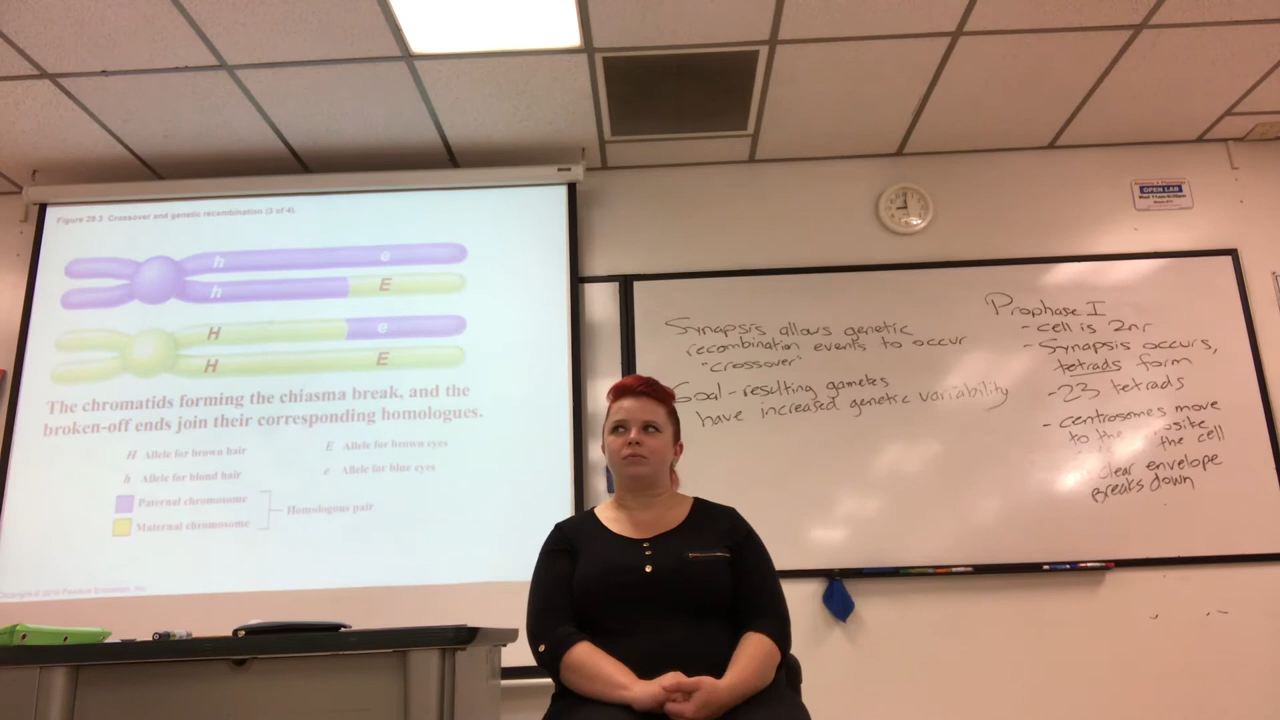 Figure 29.3 Crossover and genetic recombination (3 of 4).
h e
h E
H e
H E
The chromatids forming the chiasma break, and the
broken-off ends join their corresponding homologues.
H Allele for brown hair
E Allele for brown eyes
h Allele for blond hair
e Allele for blue eyes
Paternal chromosome
Maternal chromosome
Homologous pair
Synapsis allows genetic
recombination events to occur
"crossover"
Goal - resulting gametes
have increased genetic variability
Prophase I
- cell is 2n
- Synapsis occurs,
tetrads form
- 23 tetrads
- centrosomes move
to the
the cell
envelope
Breaks down
OPEN LAB